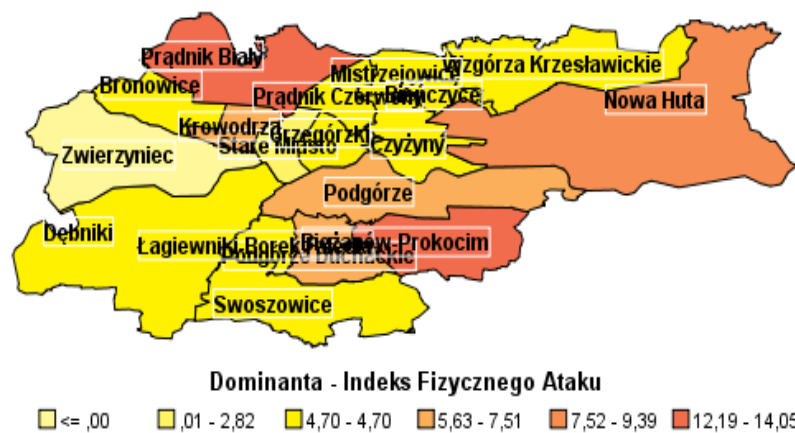 Prądnik Biały
Mistrzejowice
Wzgórza Krzesławickie
Bronowice
Prądnik Czerwony
Bieńczyce
Nowa Huta
Krowodrza
Grzegórzki
Stare Miasto
Czyżyny
Zwierzyniec
Podgórze
Dębniki
Łagiewniki-Borek
Bieżanów-Prokocim
Podgórze Duchackie
Swoszowice
Dominanta - Indeks Fizycznego Ataku
<= ,00 ,01 - 2,82 4,70 - 4,70 5,63 - 7,51 7,52 - 9,39 12,19 - 14,05